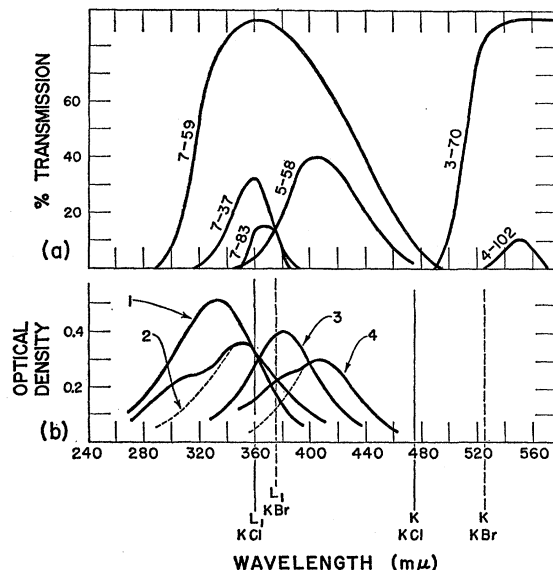 % TRANSMISSION
80
60
40
20
7-59
7-37
7-83
5-58
3-70
4-102
(a)
OPTICAL
DENSITY
0.4
0.2
1
2
3
4
(b)
240 280 320 360 400 440 480 520 560
L₁
KCl
L₁
KBr
K
KCl
K
KBr
WAVELENGTH (mμ)